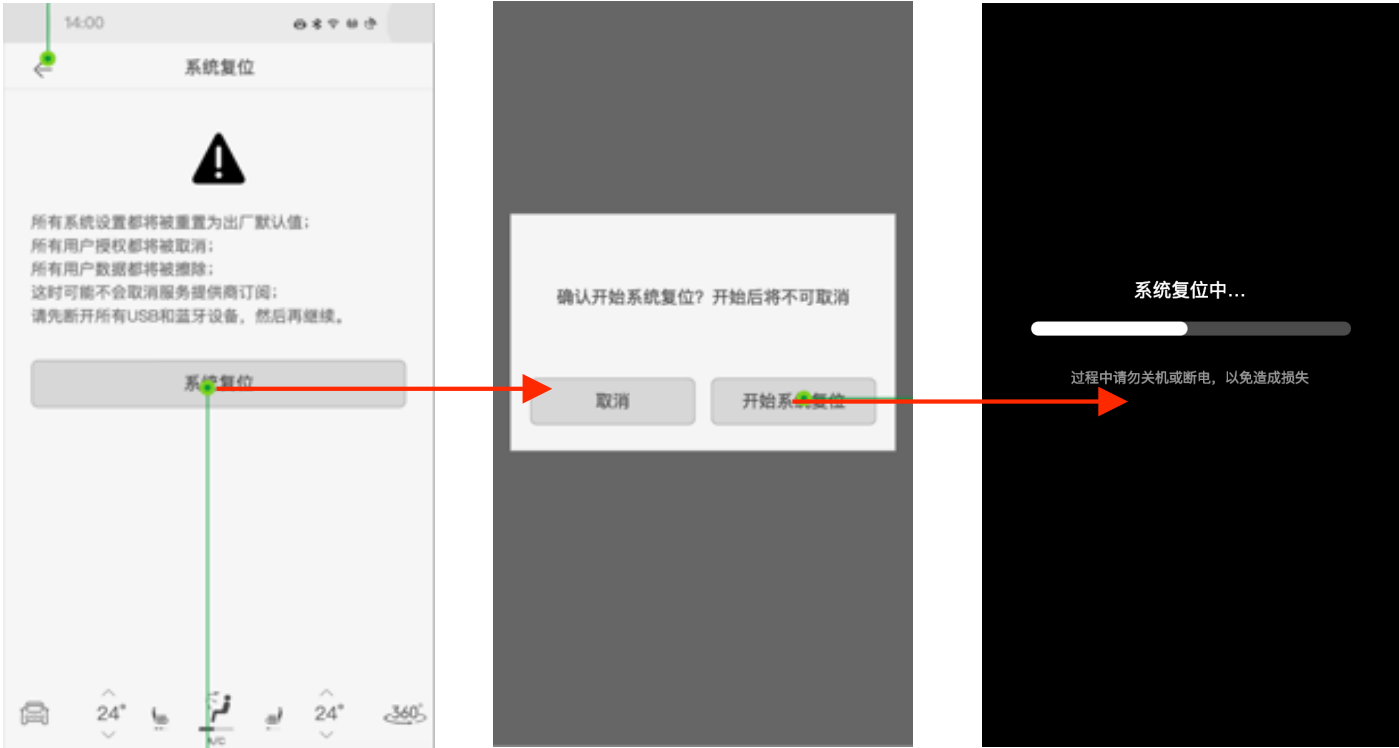 14:00
系统复位
所有系统设置都将被重置为出厂默认值；
所有用户授权都将被取消；
所有用户数据都将被擦除；
这时可能不会取消服务提供商订阅；
请先断开所有USB和蓝牙设备，然后再继续。
系统复位
24°
24°
360°
A/C
确认开始系统复位？开始后将不可取消
取消
开始系统复位
系统复位中...
过程中请勿关机或断电，以免造成损失